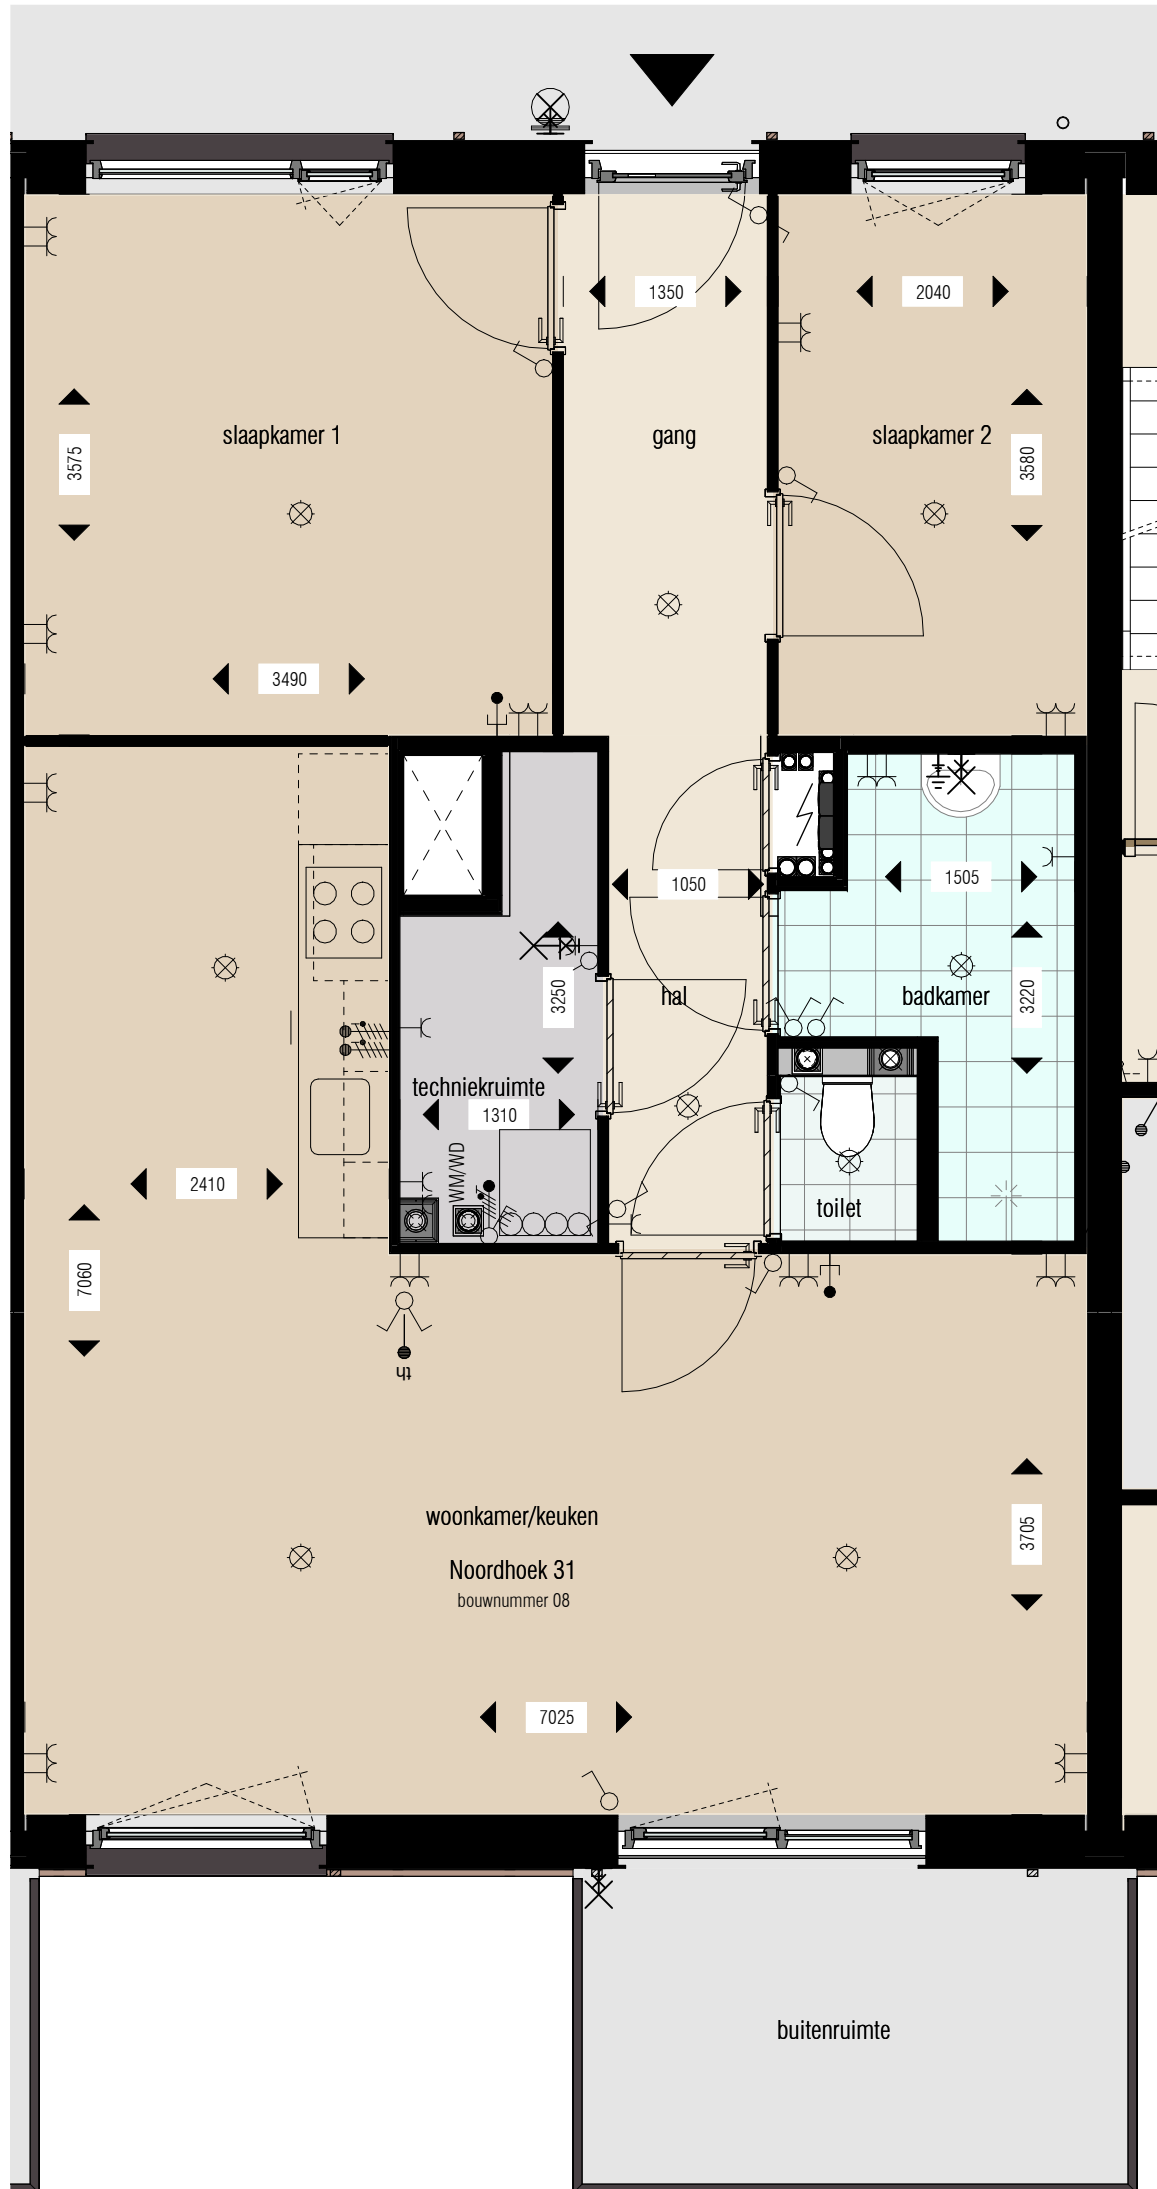 1350
2040
slaapkamer 1
gang
slaapkamer 2
3575
3580
3490
1050
1505
3250
hal
badkamer
3220
techniekruimte
1310
WM/WD
2410
toilet
7060
th
woonkamer/keuken
3705
Noordhoek 31
bouwnummer 08
7025
buitenruimte